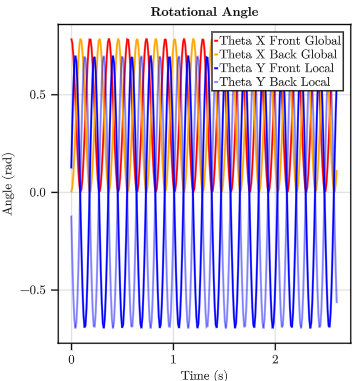 Rotational Angle
Theta X Front Global
Theta X Back Global
Theta Y Front Local
Theta Y Back Local
Angle (rad)
0.5
0.0
−0.5
0
1
2
Time (s)